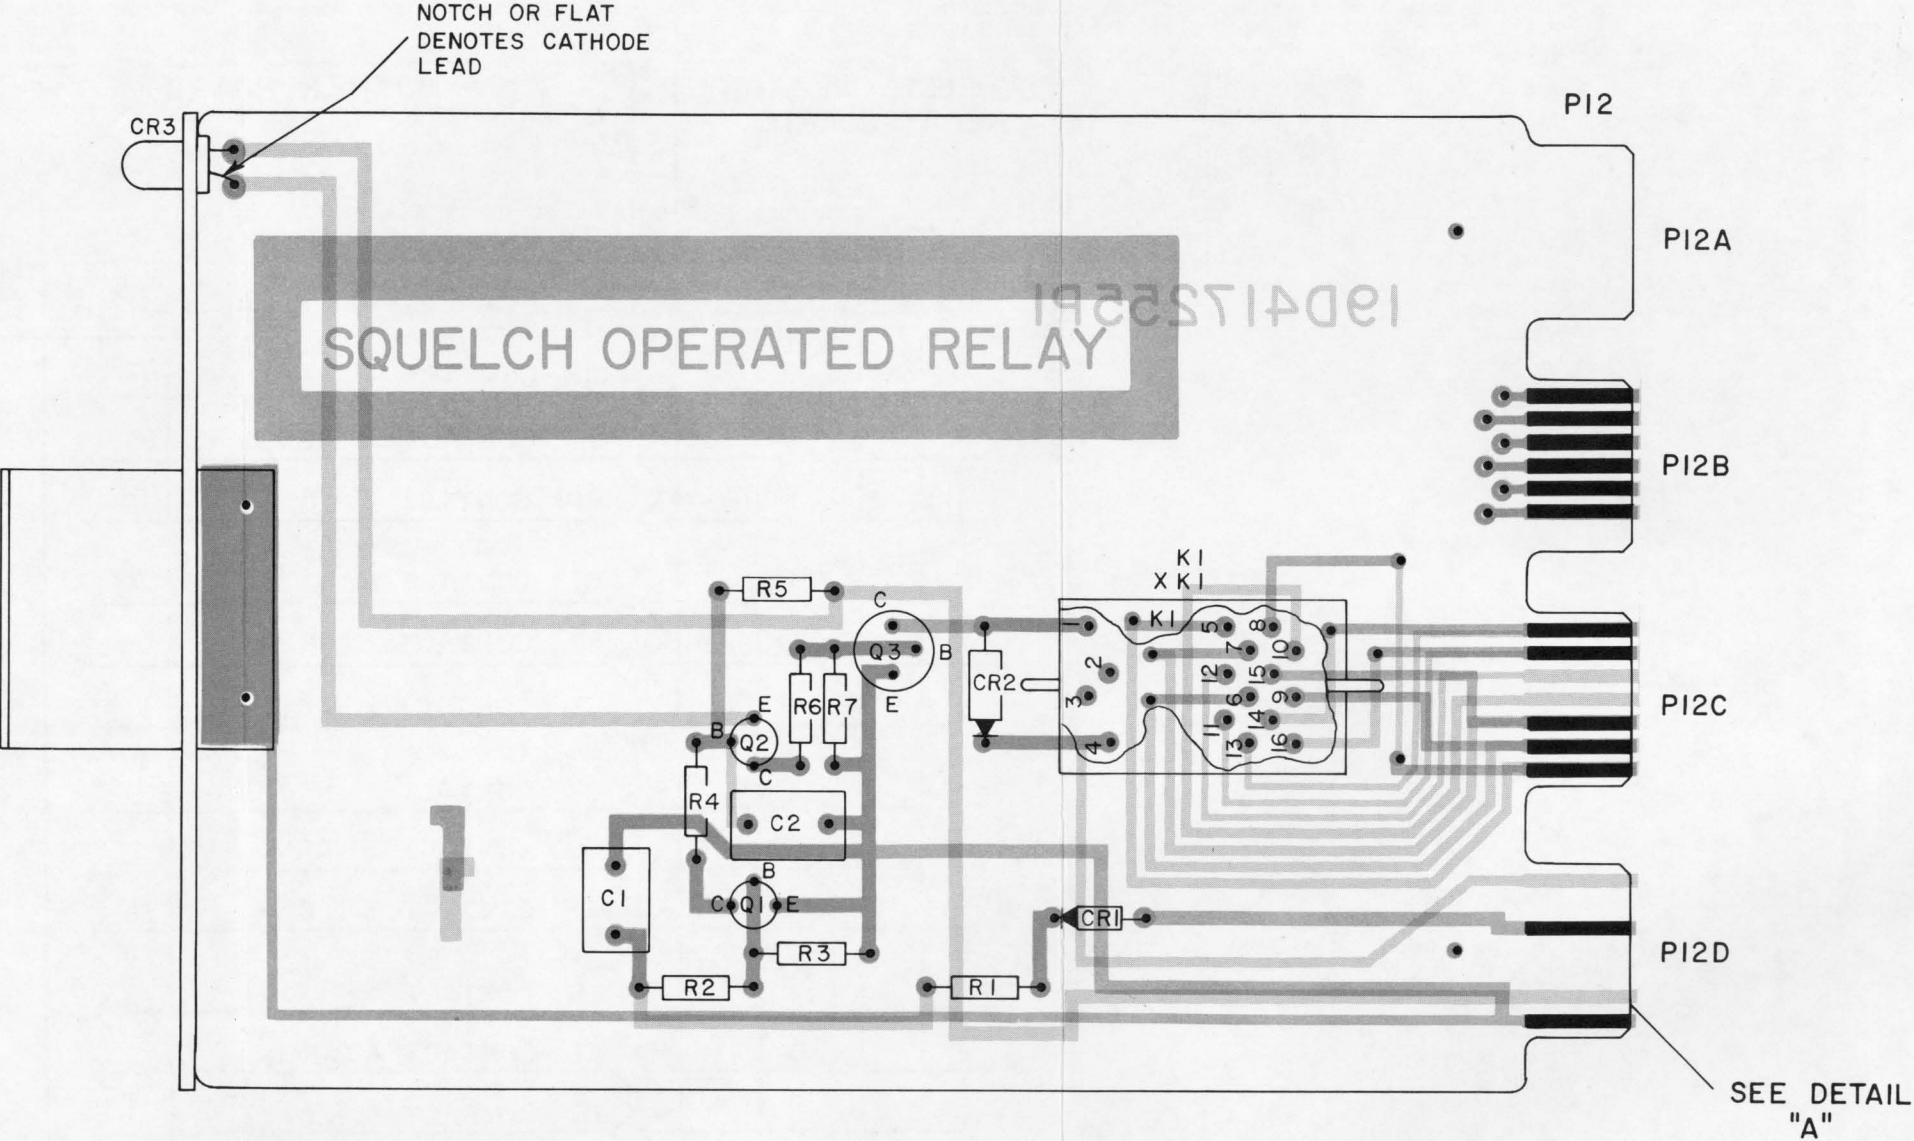 NOTCH OR FLAT
DENOTES CATHODE
LEAD
P12
CR3
P12A
19D417255P1
SQUELCH OPERATED RELAY
P12B
K1
XK1
R5
C
K1
1
5
8
Q3
B
7
10
2
CR2
12
15
E
R6
R7
3
6
9
P12C
E
B
Q2
11
14
4
13
16
C
R4
C2
B
C1
C
Q1
E
CR1
R3
P12D
R2
R1
1
SEE DETAIL
"A"